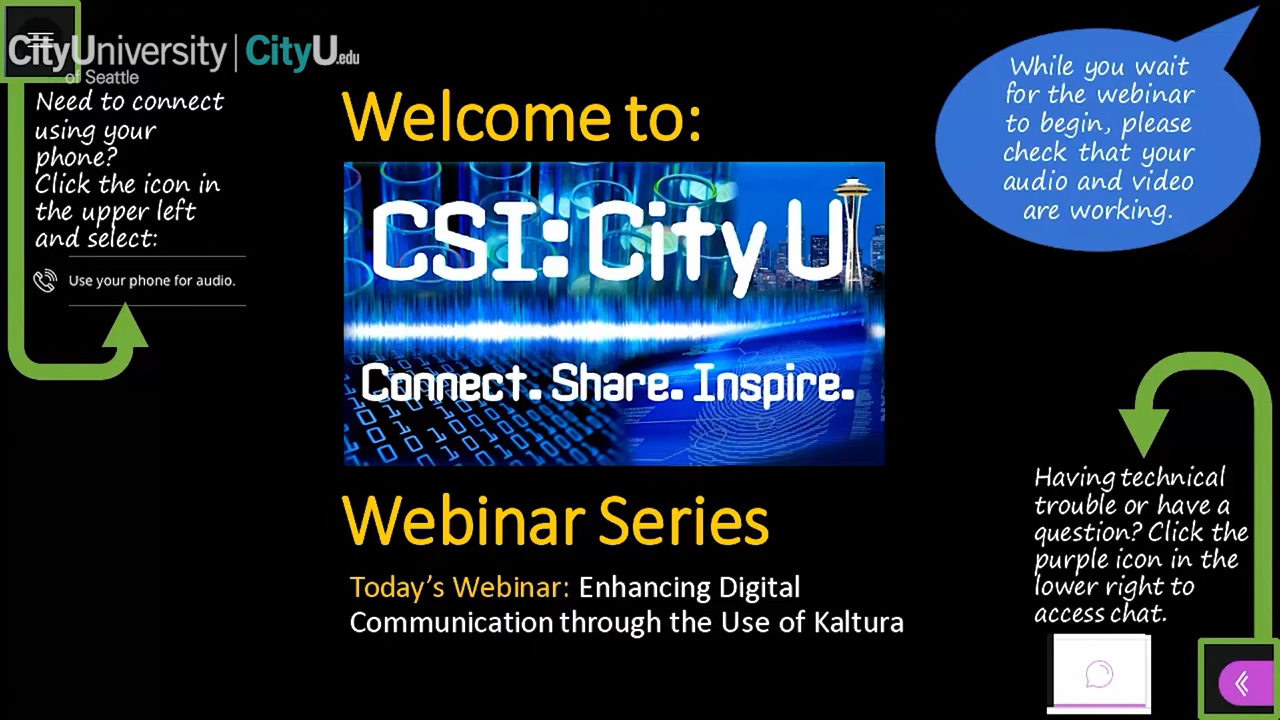 CityUniversity | CityU.edu
of Seattle
Need to connect
using your
phone?
Click the icon in
the upper left
and select:
Use your phone for audio.
Welcome to:
CSI: City U
Connect. Share. Inspire.
Webinar Series
Today's Webinar: Enhancing Digital
Communication through the Use of Kaltura
While you wait
for the webinar
to begin, please
check that your
audio and video
are working.
Having technical
trouble or have a
question? Click the
purple icon in the
lower right to
access chat.